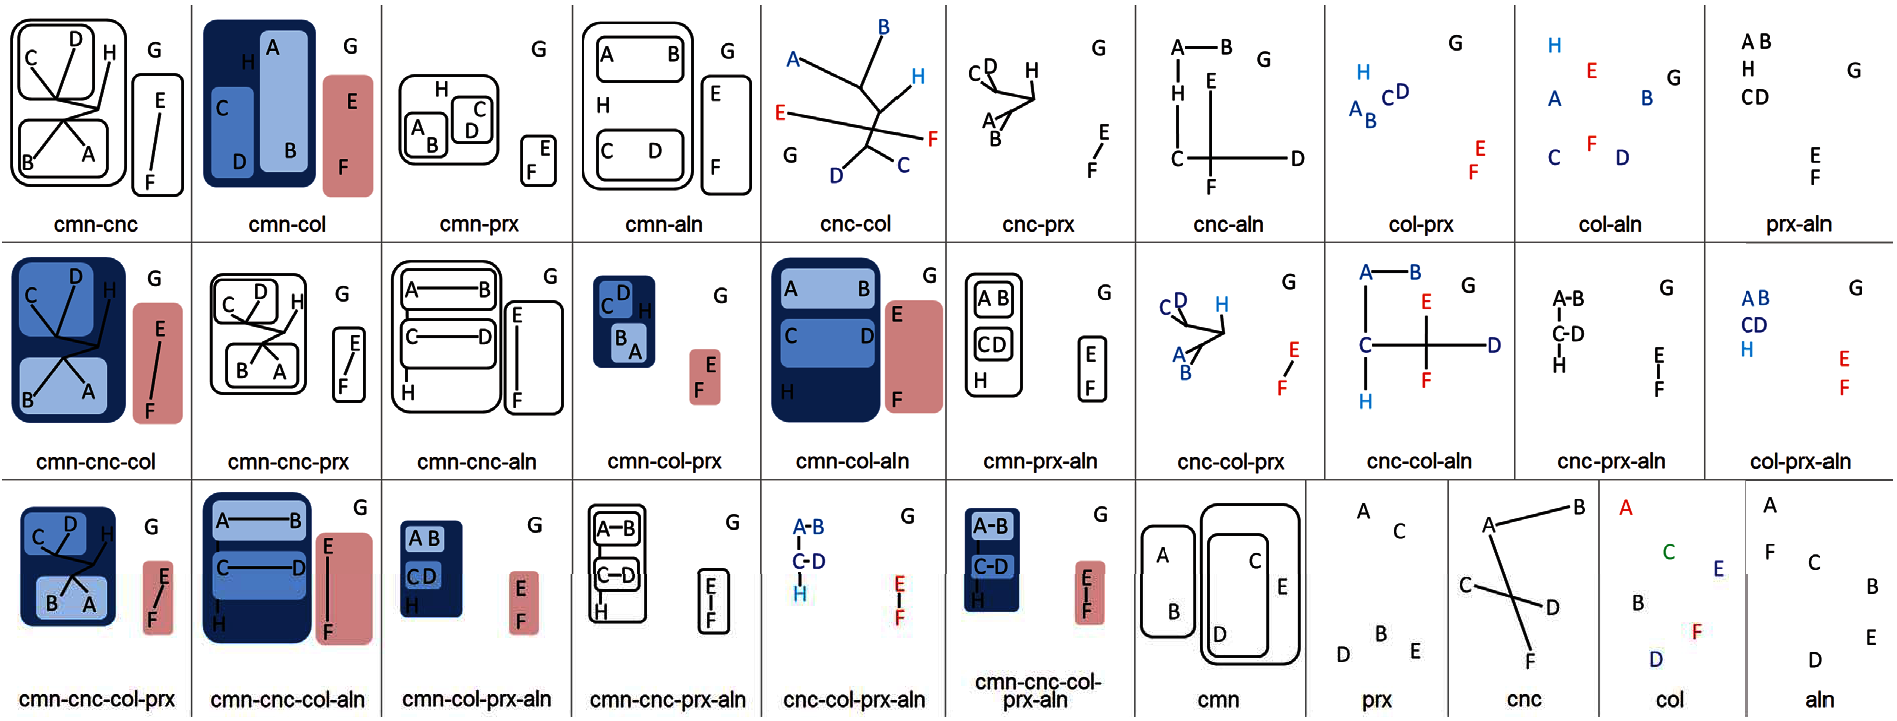 D H G
C E
B A F
cmn-cnc
A G
H
C E
D B F
cmn-col
G
H
A C
B D
E
F
cmn-prx
A B G
H E
C D F
cmn-aln
B
A H
E F
G D C
cnc-col
G
C D H
A
B E
F
cnc-prx
A B G
H E
C D
F
cnc-aln
G
H
A C D
B
E
F
col-prx
H
E G
A B
C F D
col-aln
A B
H G
C D
E
F
prx-aln
D H G
C E
B A F
cmn-cnc-col
G
C D H
B A E
F
cmn-cnc-prx
A B G
C D E
H F
cmn-cnc-aln
C D H G
B A
E
F
cmn-col-prx
A B G
C D E
H F
cmn-col-aln
A B G
C D
H E
F
cmn-prx-aln
G
C D H
A
B E
F
cnc-col-prx
A B G
E
C D
F
H
cnc-col-aln
A-B G
C-D
H E
F
cnc-prx-aln
A B G
C D
H E
F
col-prx-aln
C D H G
B A E
F
cmn-cnc-col-prx
A B G
C D E
H F
cmn-cnc-col-aln
A B G
C D
H E
F
cmn-col-prx-aln
A-B G
C-D
H E
F
cmn-cnc-prx-aln
A-B G
C-D
H E
F
cnc-col-prx-aln
A-B G
C-D
H E
F
cmn-cnc-col-
prx-aln
A C
B E
D
cmn
A
C
B
D E
prx
A B
C D
F
cnc
A
C E
B
F
D
col
A
F C
B
E
D
aln